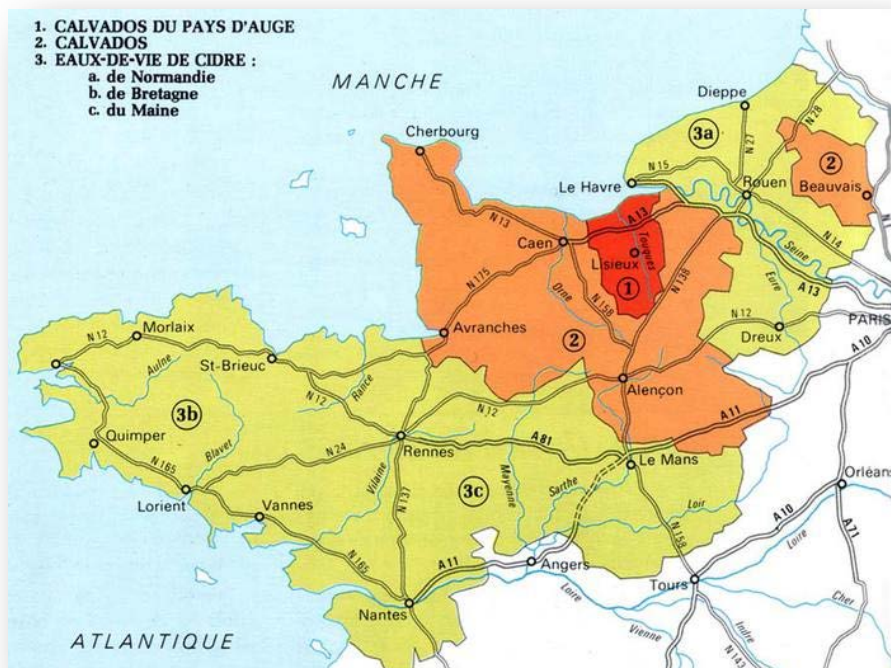 1. CALVADOS DU PAYS D'AUGE
2. CALVADOS
3. EAUX-DE-VIE DE CIDRE :
a. de Normandie
b. de Bretagne
c. du Maine
MANCHE
Dieppe
Cherbourg
3a
N 27
N 28
N 15
2
Le Havre
Rouen
Beauvais
N 13
A 13
Caen
Touques
Seine
N 14
Lisieux
Orne
N 175
1
N 138
Eure
A 13
N 158
N 12
PARIS
Morlaix
N 12
Avranches
2
Dreux
A 10
St-Brieuc
Aulne
Rance
Alençon
N 12
N 12
A 11
3b
Quimper
Blavet
N 24
Rennes
A 81
Le Mans
N 165
Vilaine
Mayenne
Sarthe
Orléans
Lorient
Vannes
N 137
3c
Loir
A 10
A 71
N 158
Loire
N 165
A 11
Angers
Tours
Nantes
Loire
Cher
Vienne
Indre
N 143
ATLANTIQUE